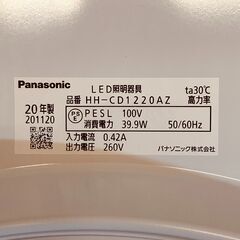 Panasonic LED照明器具 ta30℃
品番 HH-CD1220AZ 高力率
20年製 PS E PESL 100V
201120 消費電力 39.9W 50/60Hz
入力電流 0.42A
出力電圧 260V パナソニック株式会社